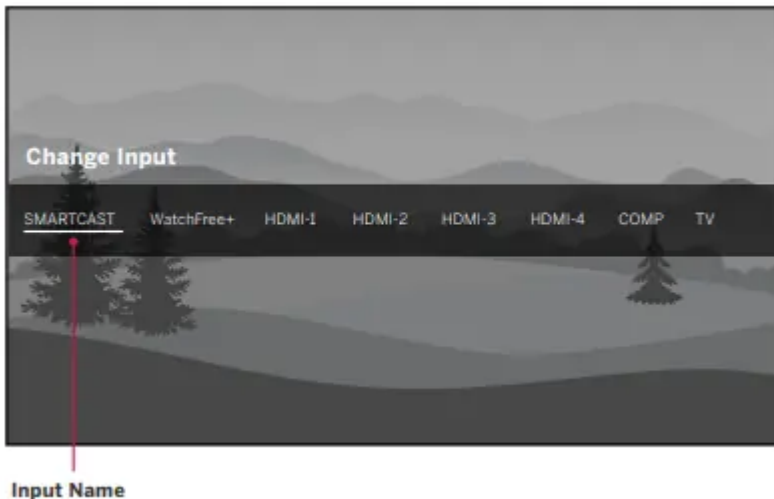 Change Input
SMARTCAST WatchFree+ HDMI-1 HDMI-2 HDMI-3 HDMI-4 COMP TV
Input Name